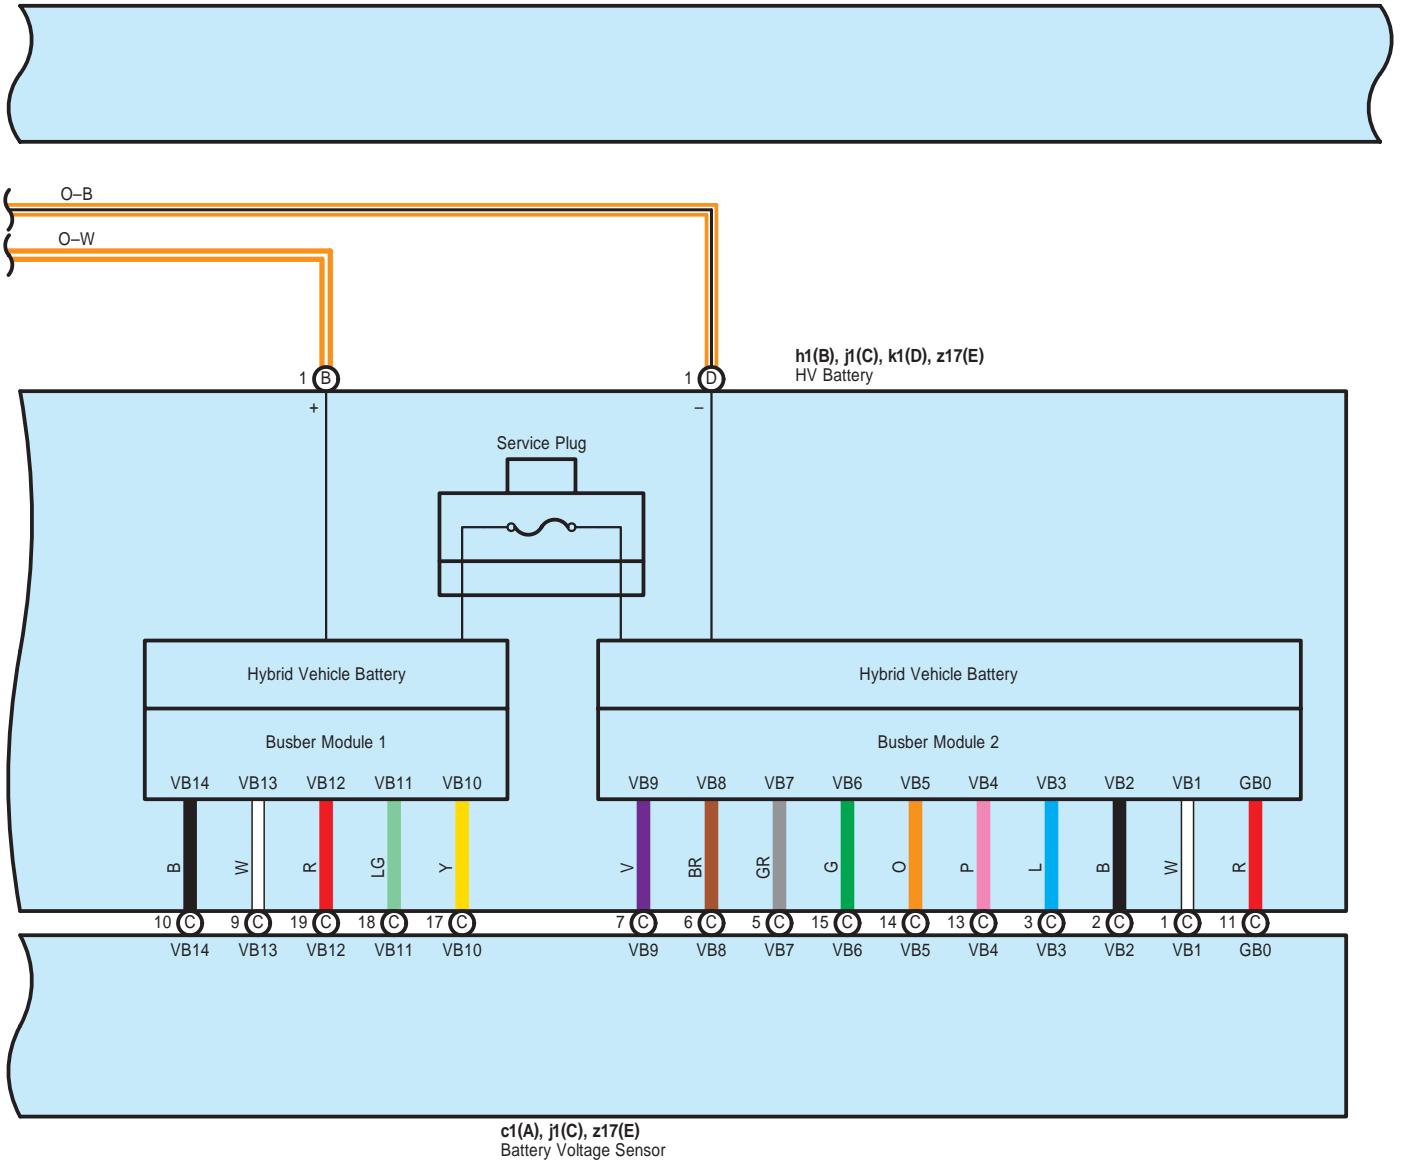 O–B
O–W
h1(B), j1(C), k1(D), z17(E)
HV Battery
1 B 1 D
+ –
Service Plug
Hybrid Vehicle Battery Hybrid Vehicle Battery
Busber Module 1 Busber Module 2
VB14 VB13 VB12 VB11 VB10 VB9 VB8 VB7 VB6 VB5 VB4 VB3 VB2 VB1 GB0
B W R LG Y V BR GR G O P L B W R
10 C 9 C 19 C 18 C 17 C 7 C 6 C 5 C 15 C 14 C 13 C 3 C 2 C 1 C 11 C
VB14 VB13 VB12 VB11 VB10 VB9 VB8 VB7 VB6 VB5 VB4 VB3 VB2 VB1 GB0
c1(A), j1(C), z17(E)
Battery Voltage Sensor